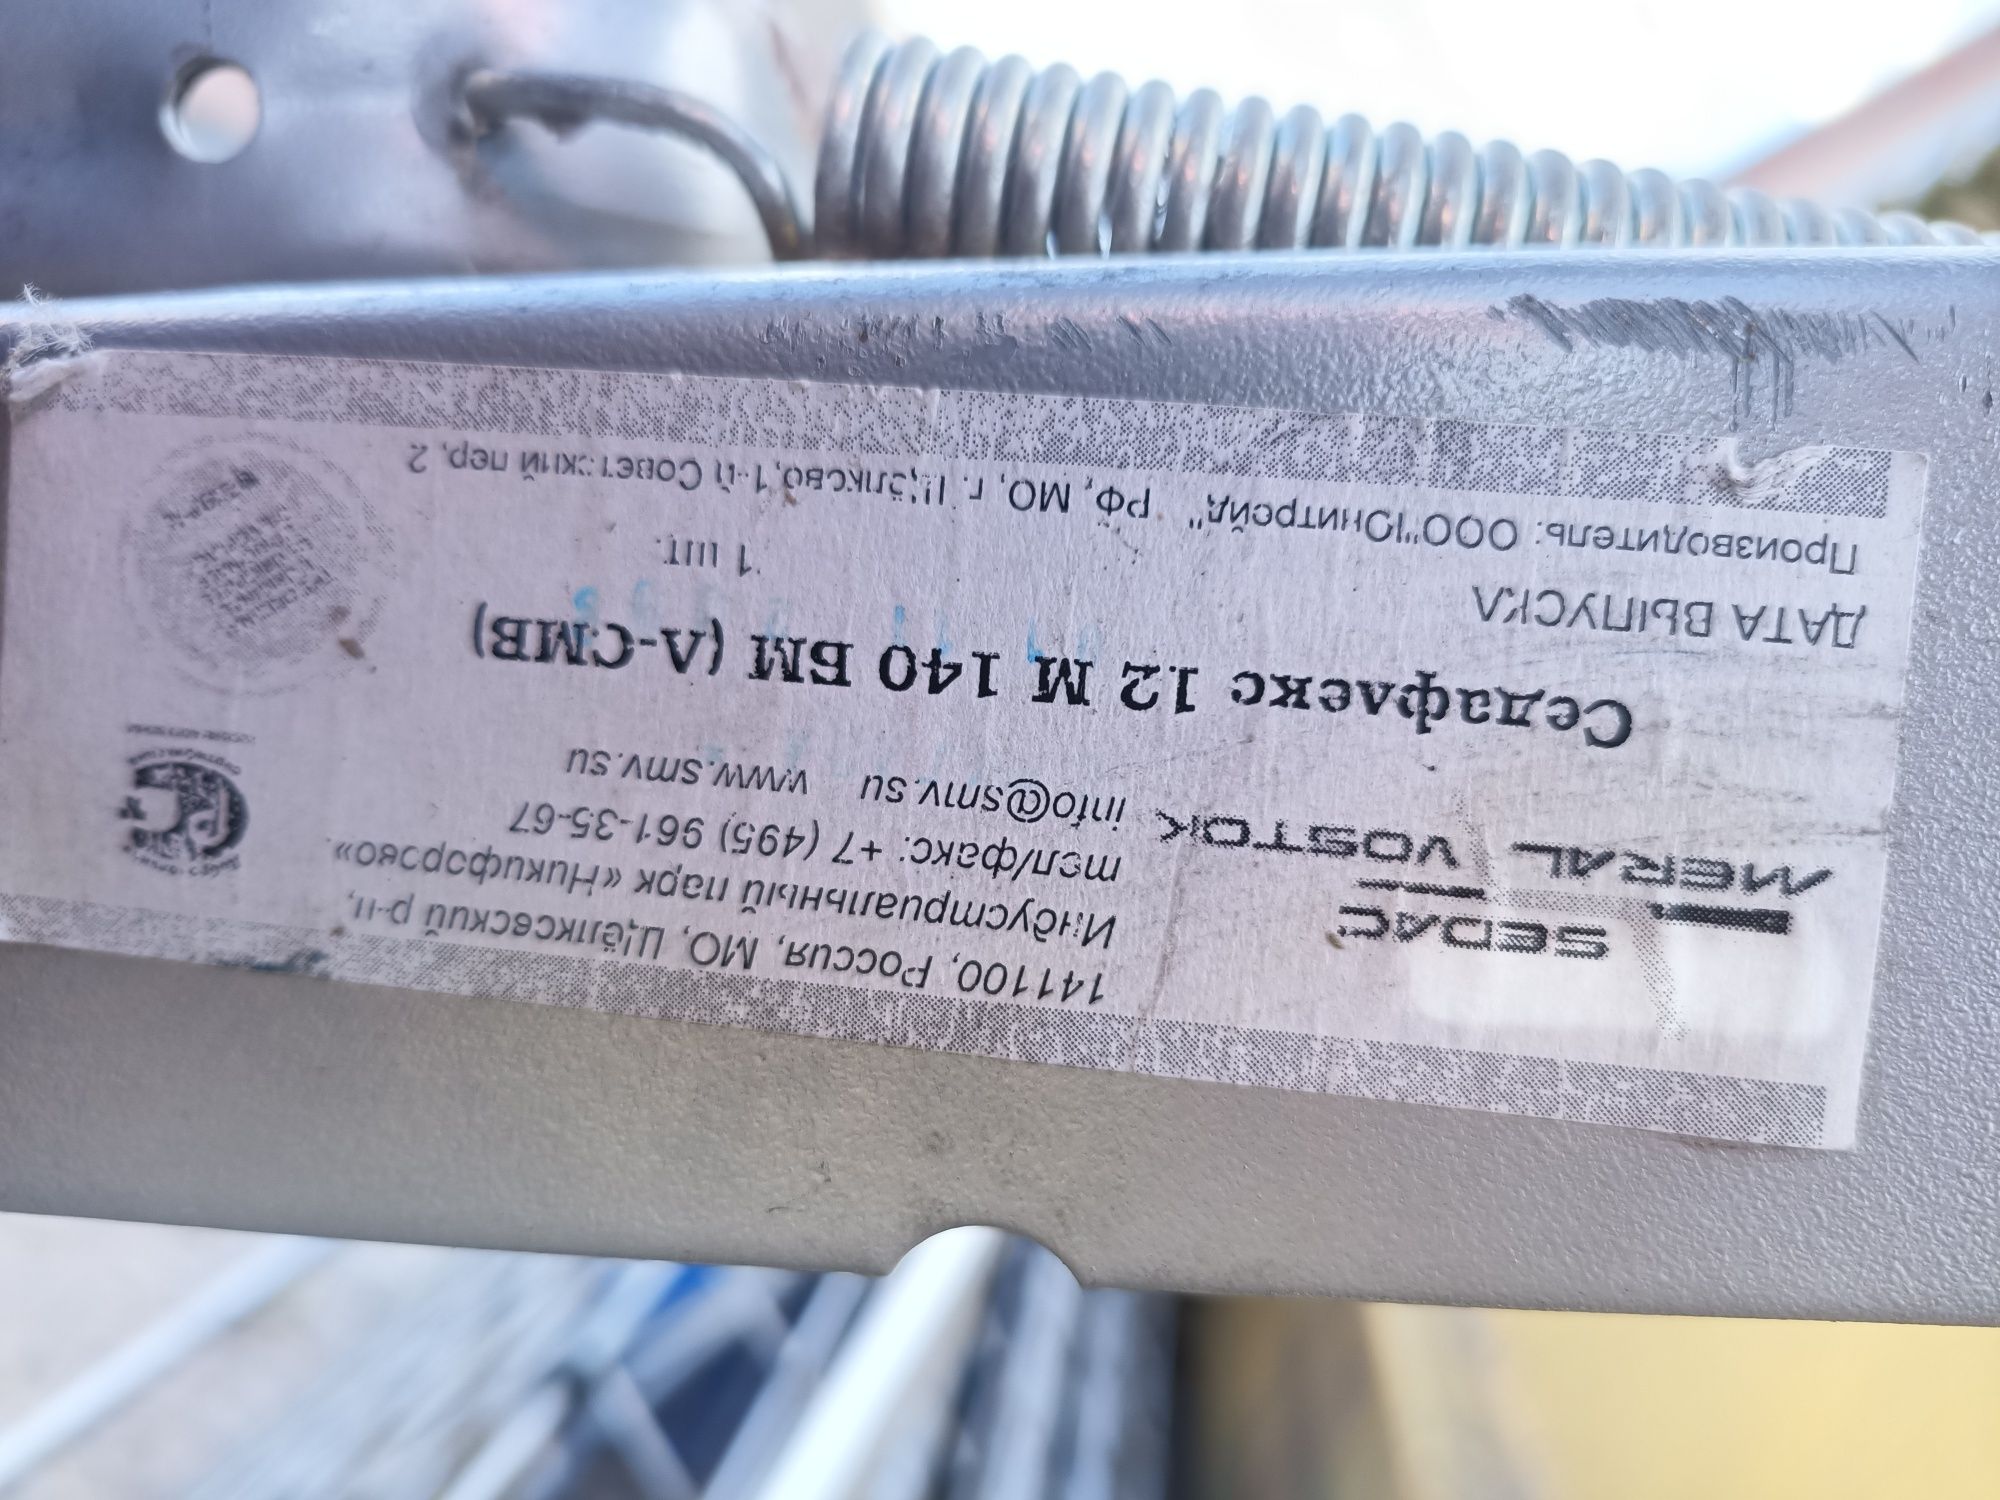 SEDAC
MERAL VOSTOK
141100, Россия, МО, Щёлковский р-н,
Индустриальный парк «Никифорово»
тел/факс: +7 (495) 961-35-67
info@smv.su www.smv.su
Седафлекс 12 М 140 БМ (Л-СМВ)
ДАТА ВЫПУСКА 1 шт.
Производитель: ООО"Юнитрейд" РФ, МО, г. Щёлково,1-й Советский пер, 2